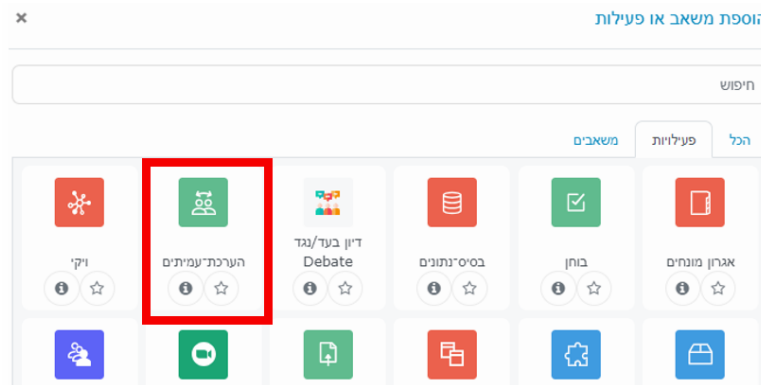 הוספת משאב או פעילות
חיפוש
הכל
פעילויות
משאבים
אגרון מונחים
בוחן
בסיס־נתונים
דיון בעד/נגד
Debate
הערכת־עמיתים
ויקי